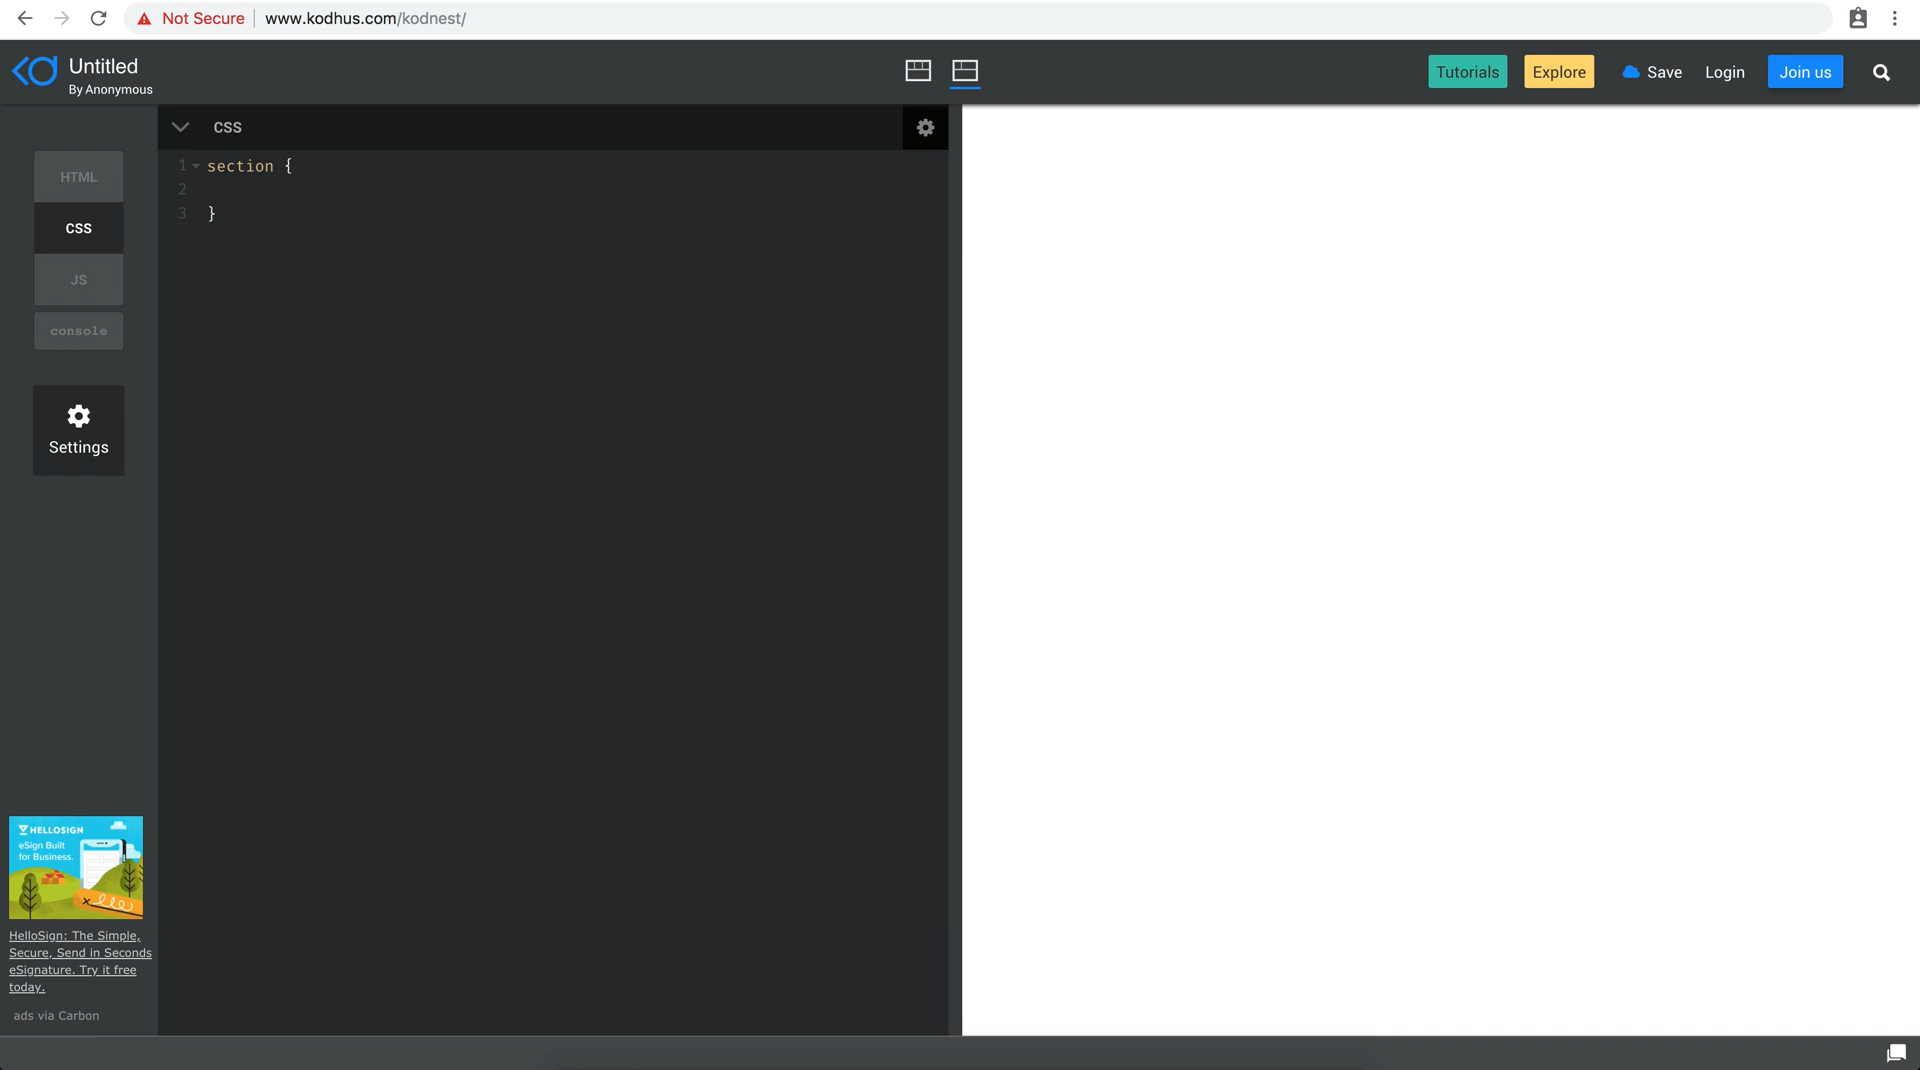 Not Secure www.kodhus.com/kodnest/
Untitled
By Anonymous
Tutorials
Explore
Save
Login
Join us
HTML
CSS
JS
console
Settings
CSS
1 section {
2
3 }
HELLOSIGN
eSign Built
for Business.
HelloSign: The Simple,
Secure, Send in Seconds
eSignature. Try it free
today.
ads via Carbon